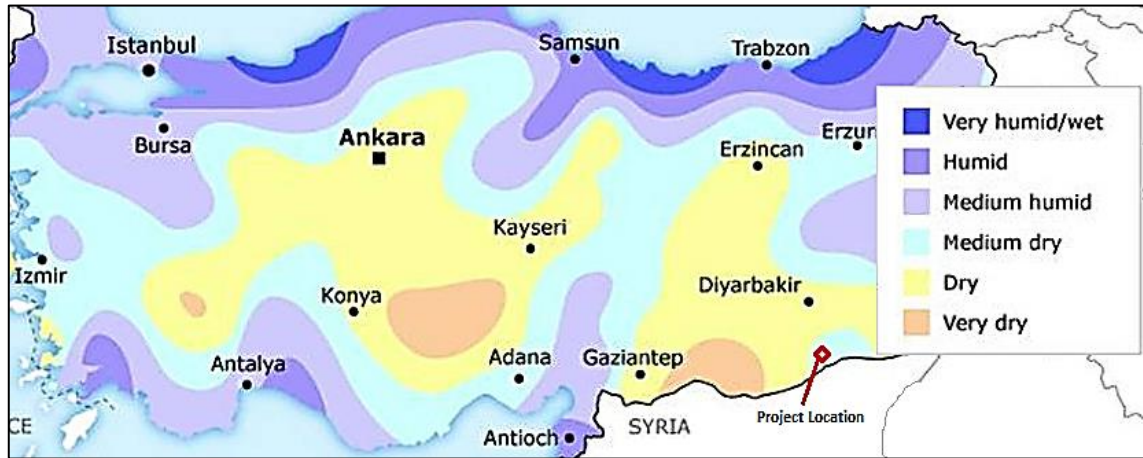 Istanbul
Samsun
Trabzon
Bursa
Ankara
Erzincan
Erzur
Kayseri
Izmir
Konya
Diyarbakir
Antalya
Adana
Gaziantep
Antioch
SYRIA
CE
Project Location
Very humid/wet
Humid
Medium humid
Medium dry
Dry
Very dry